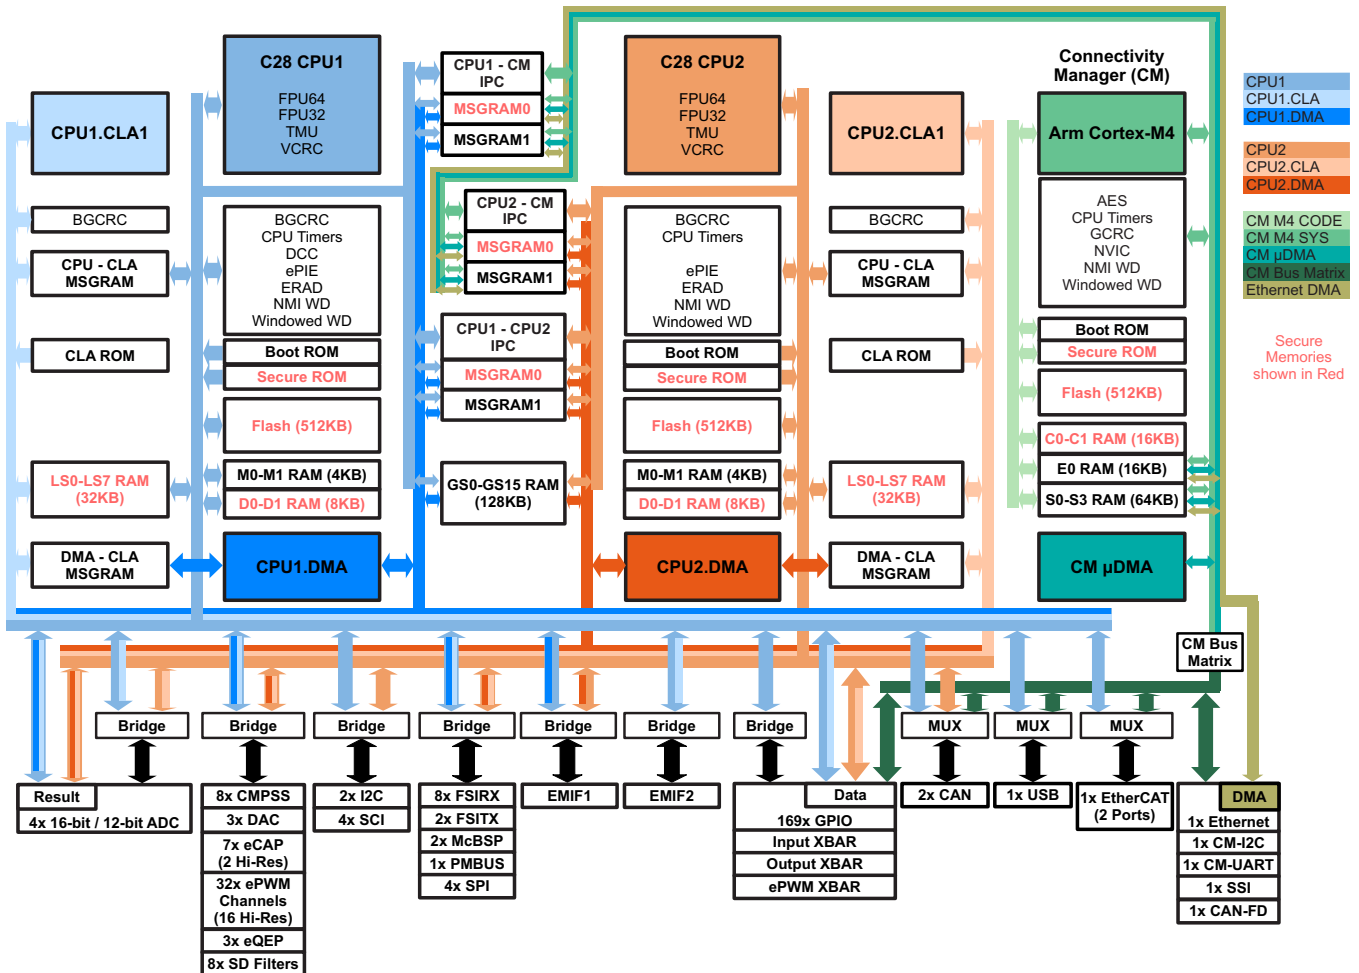 CPU1.CLA1
BGCRC
CPU - CLA
MSGRAM
CLA ROM
LS0-LS7 RAM
(32KB)
DMA - CLA
MSGRAM
C28 CPU1
FPU64
FPU32
TMU
VCRC
BGCRC
CPU Timers
DCC
ePIE
ERAD
NMI WD
Windowed WD
Boot ROM
Secure ROM
Flash (512KB)
M0-M1 RAM (4KB)
D0-D1 RAM (8KB)
CPU1.DMA
CPU1 - CM
IPC
MSGRAM0
MSGRAM1
CPU2 - CM
IPC
MSGRAM0
MSGRAM1
CPU1 - CPU2
IPC
MSGRAM0
MSGRAM1
GS0-GS15 RAM
(128KB)
C28 CPU2
FPU64
FPU32
TMU
VCRC
BGCRC
CPU Timers
ePIE
ERAD
NMI WD
Windowed WD
Boot ROM
Secure ROM
Flash (512KB)
M0-M1 RAM (4KB)
D0-D1 RAM (8KB)
CPU2.DMA
CPU2.CLA1
BGCRC
CPU - CLA
MSGRAM
CLA ROM
LS0-LS7 RAM
(32KB)
DMA - CLA
MSGRAM
Connectivity
Manager (CM)
Arm Cortex-M4
AES
CPU Timers
GCRC
NVIC
NMI WD
Windowed WD
Boot ROM
Secure ROM
Flash (512KB)
C0-C1 RAM (16KB)
E0 RAM (16KB)
S0-S3 RAM (64KB)
CM µDMA
CPU1
CPU1.CLA
CPU1.DMA
CPU2
CPU2.CLA
CPU2.DMA
CM M4 CODE
CM M4 SYS
CM µDMA
CM Bus Matrix
Ethernet DMA
Secure
Memories
shown in Red
CM Bus
Matrix
Bridge
Bridge
Bridge
Bridge
Bridge
Bridge
Bridge
MUX
MUX
MUX
Result
4x 16-bit / 12-bit ADC
8x CMPSS
3x DAC
7x eCAP
(2 Hi-Res)
32x ePWM
Channels
(16 Hi-Res)
3x eQEP
8x SD Filters
2x I2C
4x SCI
8x FSIRX
2x FSITX
2x McBSP
1x PMBUS
4x SPI
EMIF1
EMIF2
Data
169x GPIO
Input XBAR
Output XBAR
ePWM XBAR
2x CAN
1x USB
1x EtherCAT
(2 Ports)
DMA
1x Ethernet
1x CM-I2C
1x CM-UART
1x SSI
1x CAN-FD